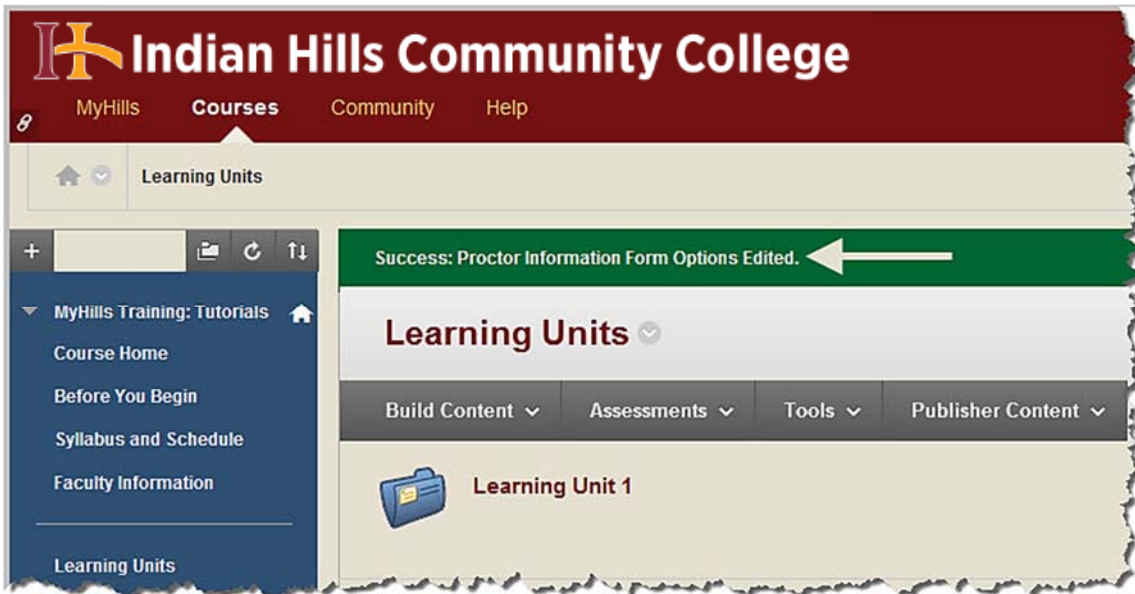 Indian Hills Community College
MyHills Courses Community Help
Learning Units
Success: Proctor Information Form Options Edited.
MyHills Training: Tutorials
Course Home
Before You Begin
Syllabus and Schedule
Faculty Information
Learning Units
Learning Units
Build Content Assessments Tools Publisher Content
Learning Unit 1